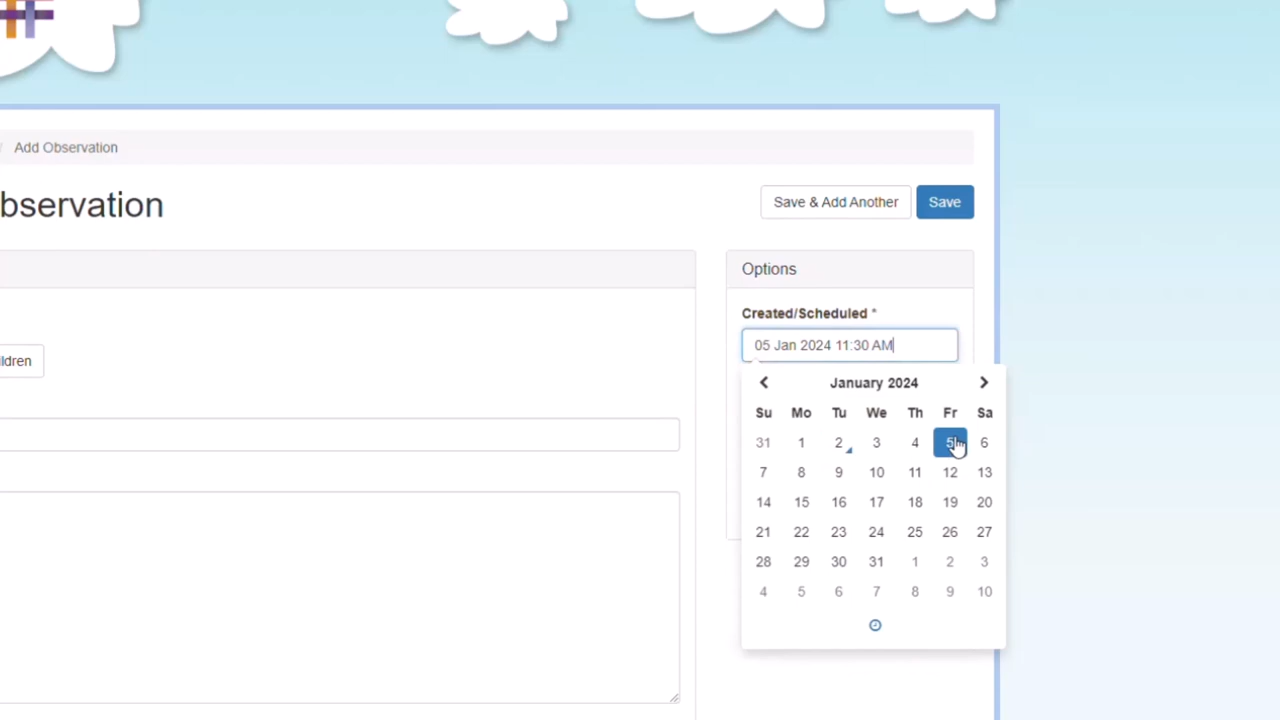 / Add Observation
bservation
Save & Add Another
Save
Options
Created/Scheduled *
ildren
05 Jan 2024 11:30 AM
January 2024
Su Mo Tu We Th Fr Sa
31 1 2 3 4 5 6
7 8 9 10 11 12 13
14 15 16 17 18 19 20
21 22 23 24 25 26 27
28 29 30 31 1 2 3
4 5 6 7 8 9 10